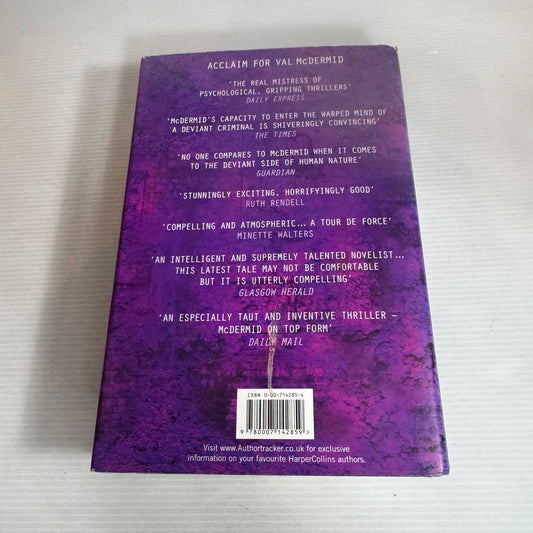 ACCLAIM FOR VAL McDERMID
'THE REAL MISTRESS OF
PSYCHOLOGICAL, GRIPPING THRILLERS'
DAILY EXPRESS
'McDERMID'S CAPACITY TO ENTER THE WARPED MIND OF
A DEVIANT CRIMINAL IS SHIVERINGLY CONVINCING'
THE TIMES
'NO ONE COMPARES TO McDERMID WHEN IT COMES
TO THE DEVIANT SIDE OF HUMAN NATURE'
GUARDIAN
'STUNNINGLY EXCITING, HORRIFYINGLY GOOD'
RUTH RENDELL
'COMPELLING AND ATMOSPHERIC... A TOUR DE FORCE'
MINETTE WALTERS
'AN INTELLIGENT AND SUPREMELY TALENTED NOVELIST...
THIS LATEST TALE MAY NOT BE COMFORTABLE
BUT IT IS UTTERLY COMPELLING'
GLASGOW HERALD
'AN ESPECIALLY TAUT AND INVENTIVE THRILLER –
McDERMID ON TOP FORM'
DAILY MAIL
ISBN 0-00-714285-4
9 780007 142859 >
Visit www.Authortracker.co.uk for exclusive
information on your favourite HarperCollins authors.